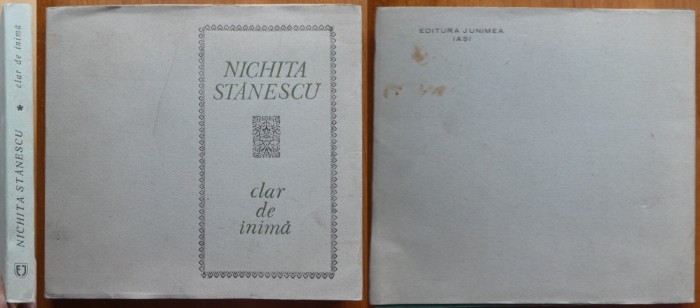 NICHITA STĂNESCU * clar de inimă
NICHITA
STĂNESCU
clar
de
inimă
EDITURA JUNIMEA
IAȘI